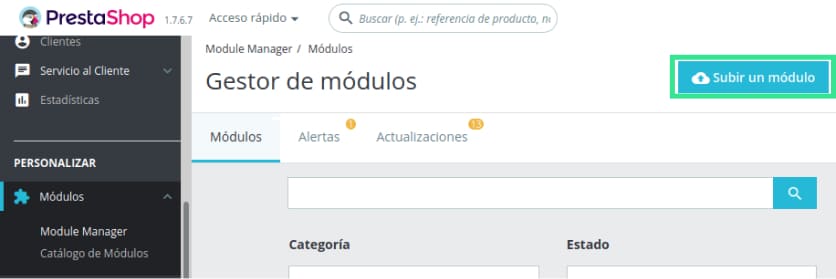 PrestaShop 1.7.6.7 Acceso rápido Buscar (p. ej.: referencia de producto, n
Clientes
Servicio al Cliente
Estadísticas
PERSONALIZAR
Módulos
Module Manager
Catálogo de Módulos
Module Manager / Módulos
Gestor de módulos
Subir un módulo
Módulos Alertas 1 Actualizaciones 13
Categoría Estado